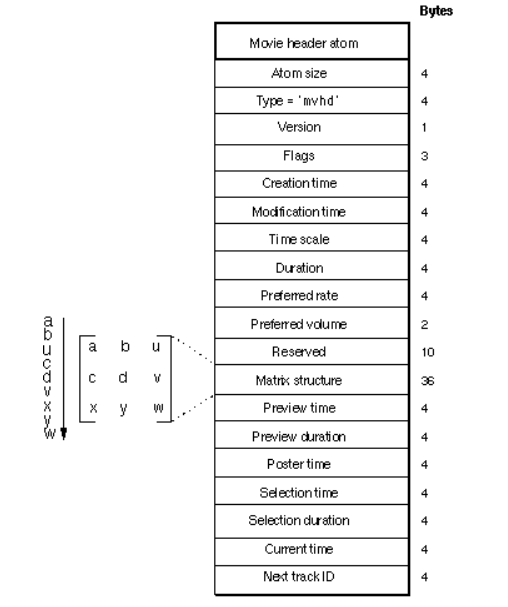 Bytes
Movie header atom
Atom size 4
Type = 'mvhd' 4
Version 1
Flags 3
Creation time 4
Modification time 4
Time scale 4
Duration 4
Preferred rate 4
Preferred volume 2
Reserved 10
Matrix structure 36
Preview time 4
Preview duration 4
Poster time 4
Selection time 4
Selection duration 4
Current time 4
Next track ID 4
a
b
u
c
d
v
x
y
w
a b u
c d v
x y w